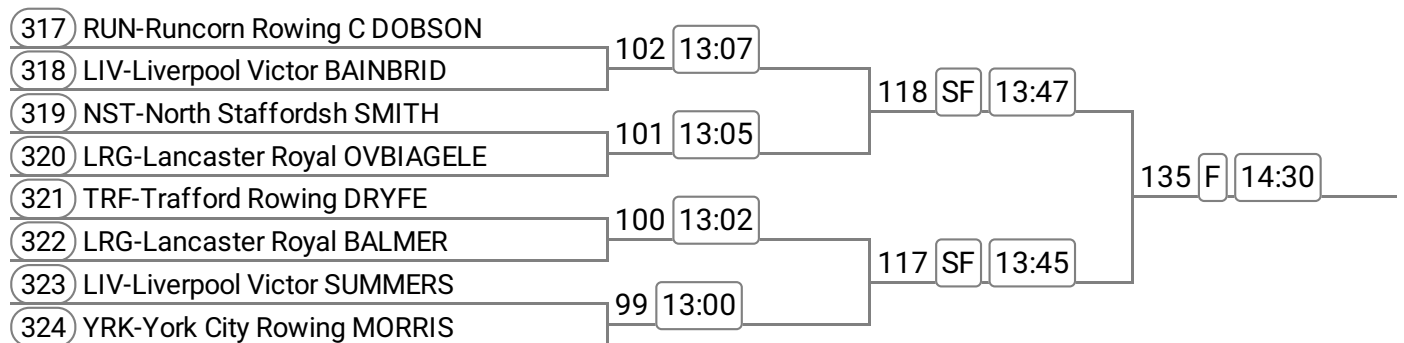 317 RUN-Runcorn Rowing C DOBSON
318 LIV-Liverpool Victor BAINBRID
319 NST-North Staffordsh SMITH
320 LRG-Lancaster Royal OVBIAGELE
321 TRF-Trafford Rowing DRYFE
322 LRG-Lancaster Royal BALMER
323 LIV-Liverpool Victor SUMMERS
324 YRK-York City Rowing MORRIS
102 13:07
101 13:05
100 13:02
99 13:00
118 SF 13:47
117 SF 13:45
135 F 14:30